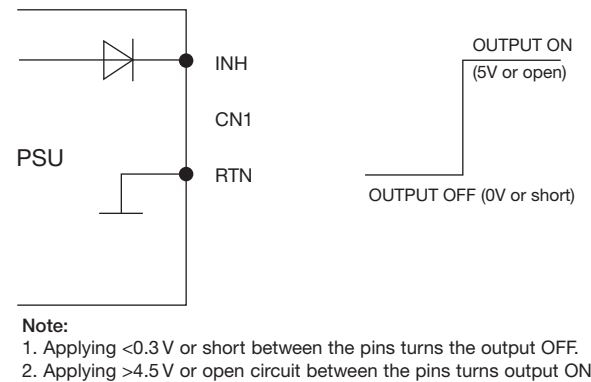 OUTPUT ON
(5V or open)
INH
CN1
PSU
RTN
OUTPUT OFF (0V or short)
Note:
1. Applying <0.3 V or short between the pins turns the output OFF.
2. Applying >4.5 V or open circuit between the pins turns output ON